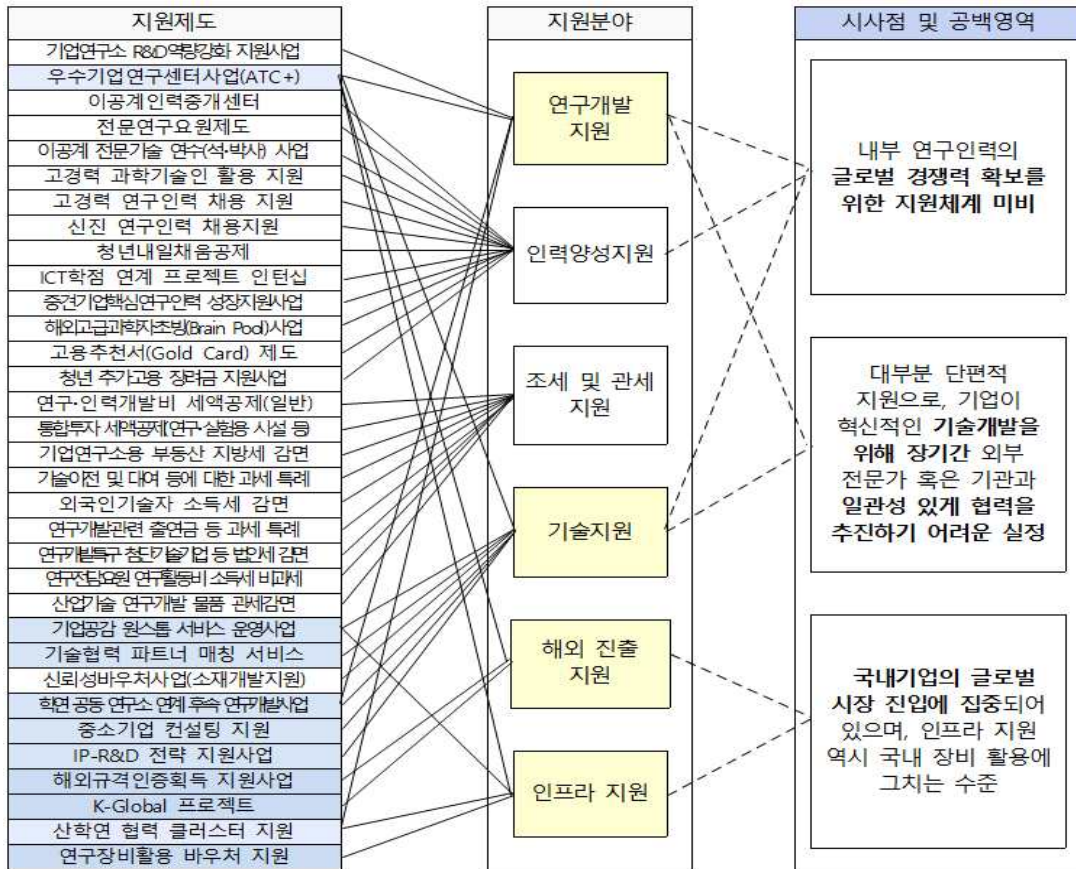 지원제도
기업연구소 R&D역량강화 지원사업
우수기업연구센터사업(ATC+)
이공계인력중개센터
전문연구요원제도
이공계 전문기술 연수(석·박사) 사업
고경력 과학기술인 활용 지원
고경력 연구인력 채용 지원
신진 연구인력 채용지원
청년내일채움공제
ICT학점 연계 프로젝트 인턴십
중견기업핵심연구인력 성장지원사업
해외고급과학자초빙(Brain Pool)사업
고용추천서(Gold Card) 제도
청년 추가고용 장려금 지원사업
연구·인력개발비 세액공제(일반)
통합투자 세액공제(연구·실험용 시설 등)
기업연구소용 부동산 지방세 감면
기술이전 및 대여 등에 대한 과세 특례
외국인기술자 소득세 감면
연구개발관련 출연금 등 과세 특례
연구개발특구 첨단기술기업 등 법인세 감면
연구전담요원 연구활동비 소득세 비과세
산업기술 연구개발 물품 관세감면
기업공감 원스톱 서비스 운영사업
기술협력 파트너 매칭 서비스
신뢰성바우처사업(소재개발지원)
학연 공동 연구소 연계 후속 연구개발사업
중소기업 컨설팅 지원
IP-R&D 전략 지원사업
해외규격인증획득 지원사업
K-Global 프로젝트
산학연 협력 클러스터 지원
연구장비활용 바우처 지원
지원분야
연구개발
지원
인력양성지원
조세 및 관세
지원
기술지원
해외 진출
지원
인프라 지원
시사점 및 공백영역
내부 연구인력의
글로벌 경쟁력 확보를
위한 지원체계 미비
대부분 단편적
지원으로, 기업이
혁신적인 기술개발을
위해 장기간 외부
전문가 혹은 기관과
일관성 있게 협력을
추진하기 어려운 실정
국내기업의 글로벌
시장 진입에 집중되어
있으며, 인프라 지원
역시 국내 장비 활용에
그치는 수준